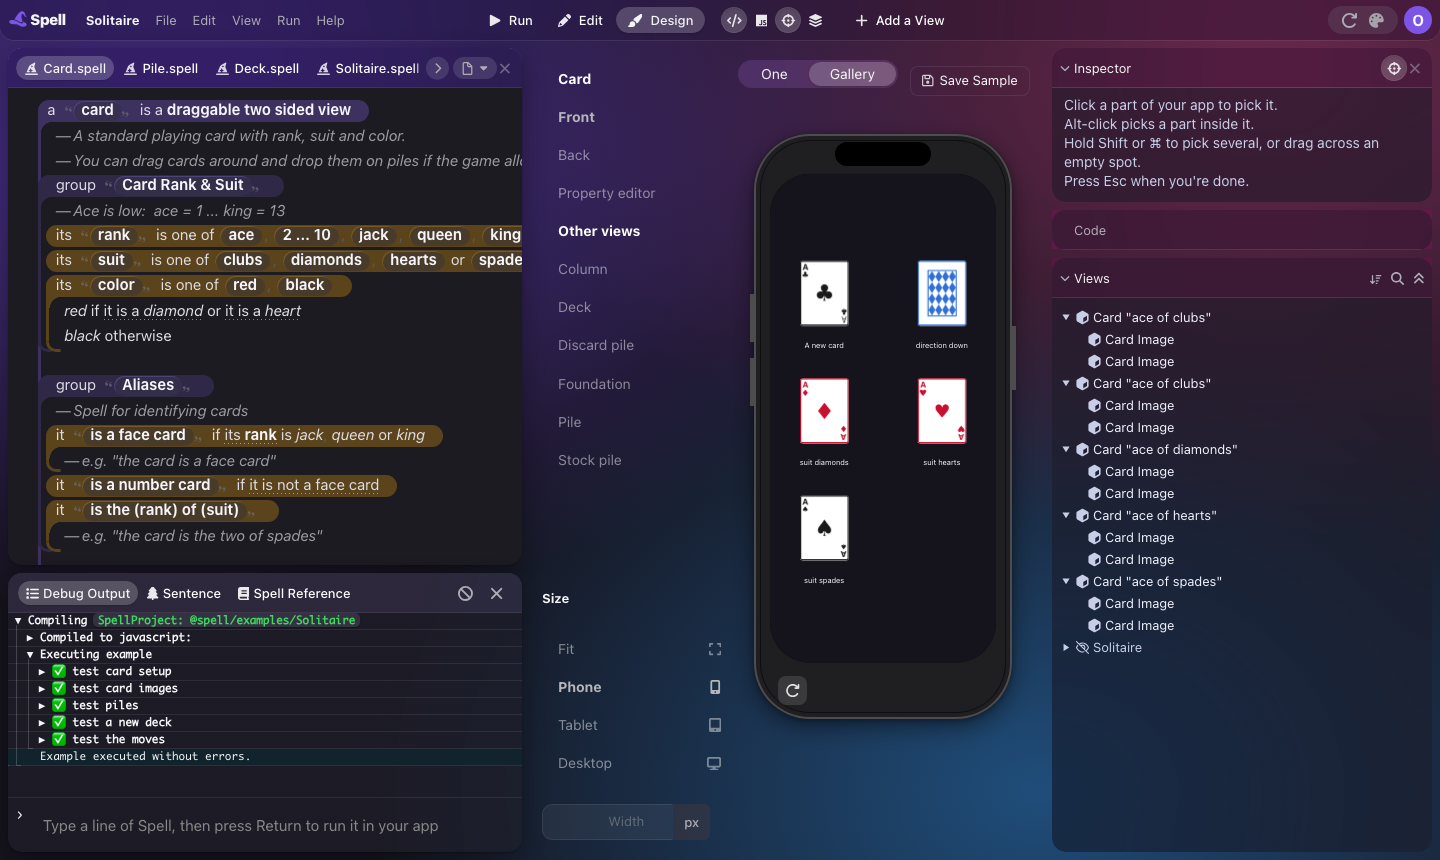 Spell
Solitaire
File
Edit
View
Run
Help
Run
Edit
Design
Add a View
O
Card.spell
Pile.spell
Deck.spell
Solitaire.spell
a “ card „ is a draggable two sided view
— A standard playing card with rank, suit and color.
— You can drag cards around and drop them on piles if the game
group “ Card Rank & Suit „
— Ace is low: ace = 1 ... king = 13
its “ rank „ is one of ace , 2 ... 10 , jack , queen , king
its “ suit „ is one of clubs , diamonds , hearts or spade
its “ color „ is one of red , black
red if it is a diamond or it is a heart
black otherwise
group “ Aliases „
— Spell for identifying cards
it “ is a face card „ if its rank is jack, queen or king
— e.g. "the card is a face card"
it “ is a number card „ if it is not a face card
it “ is the (rank) of (suit) „
— e.g. "the card is the two of spades"
Debug Output
Sentence
Spell Reference
Compiling SpellProject: @spell/examples/Solitaire
Compiled to javascript:
Executing example
test card setup
test card images
test piles
test a new deck
test the moves
Example executed without errors.
› Type a line of Spell, then press Return to run it in your app
Card
Front
Back
Property editor
Other views
Column
Deck
Discard pile
Foundation
Pile
Stock pile
Size
Fit
Phone
Tablet
Desktop
Width px
One
Gallery
Save Sample
A
A
A new card
direction down
A
A
suit diamonds
A
A
suit hearts
A
A
suit spades
Inspector
Click a part of your app to pick it.
Alt-click picks a part inside it.
Hold Shift or ⌘ to pick several, or drag across an
empty spot.
Press Esc when you're done.
Code
Views
Card "ace of clubs"
Card Image
Card Image
Card "ace of clubs"
Card Image
Card Image
Card "ace of diamonds"
Card Image
Card Image
Card "ace of hearts"
Card Image
Card Image
Card "ace of spades"
Card Image
Card Image
Solitaire